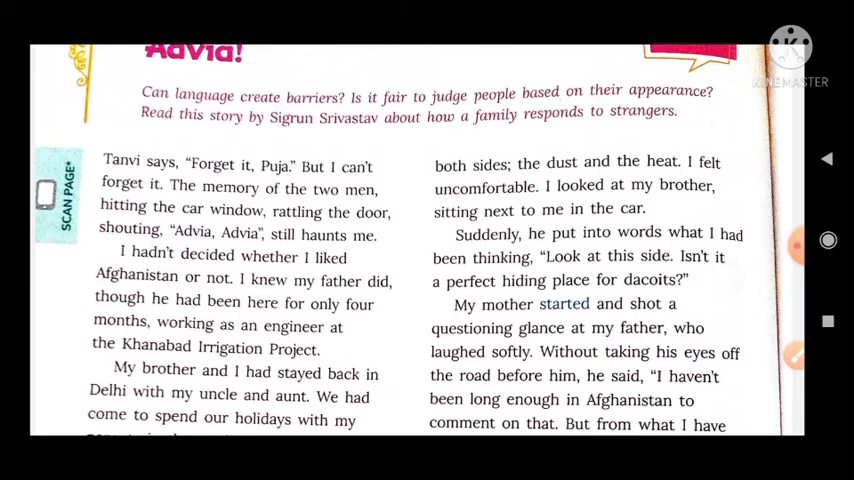 Advia!
KINEMASTER
Can language create barriers? Is it fair to judge people based on their appearance?
Read this story by Sigrun Srivastav about how a family responds to strangers.
SCAN PAGE*
Tanvi says, “Forget it, Puja.” But I can’t
forget it. The memory of the two men,
hitting the car window, rattling the door,
shouting, “Advia, Advia”, still haunts me.
I hadn’t decided whether I liked
Afghanistan or not. I knew my father did,
though he had been here for only four
months, working as an engineer at
the Khanabad Irrigation Project.
My brother and I had stayed back in
Delhi with my uncle and aunt. We had
come to spend our holidays with my
both sides; the dust and the heat. I felt
uncomfortable. I looked at my brother,
sitting next to me in the car.
Suddenly, he put into words what I had
been thinking, “Look at this side. Isn’t it
a perfect hiding place for dacoits?”
My mother started and shot a
questioning glance at my father, who
laughed softly. Without taking his eyes off
the road before him, he said, “I haven’t
been long enough in Afghanistan to
comment on that. But from what I have